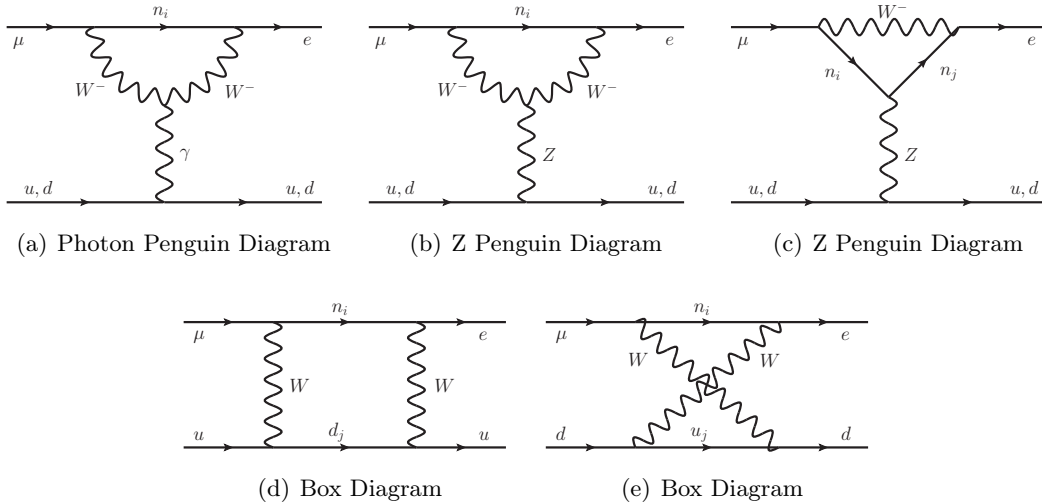 n_i n_i W^-
μ e μ e μ e
W^- W^- W^- W^- n_i n_j
γ Z Z
u, d u, d u, d u, d u, d u, d
(a) Photon Penguin Diagram (b) Z Penguin Diagram (c) Z Penguin Diagram
n_i n_i
μ e μ e
W W W W
u d_j u d u_j d
(d) Box Diagram (e) Box Diagram